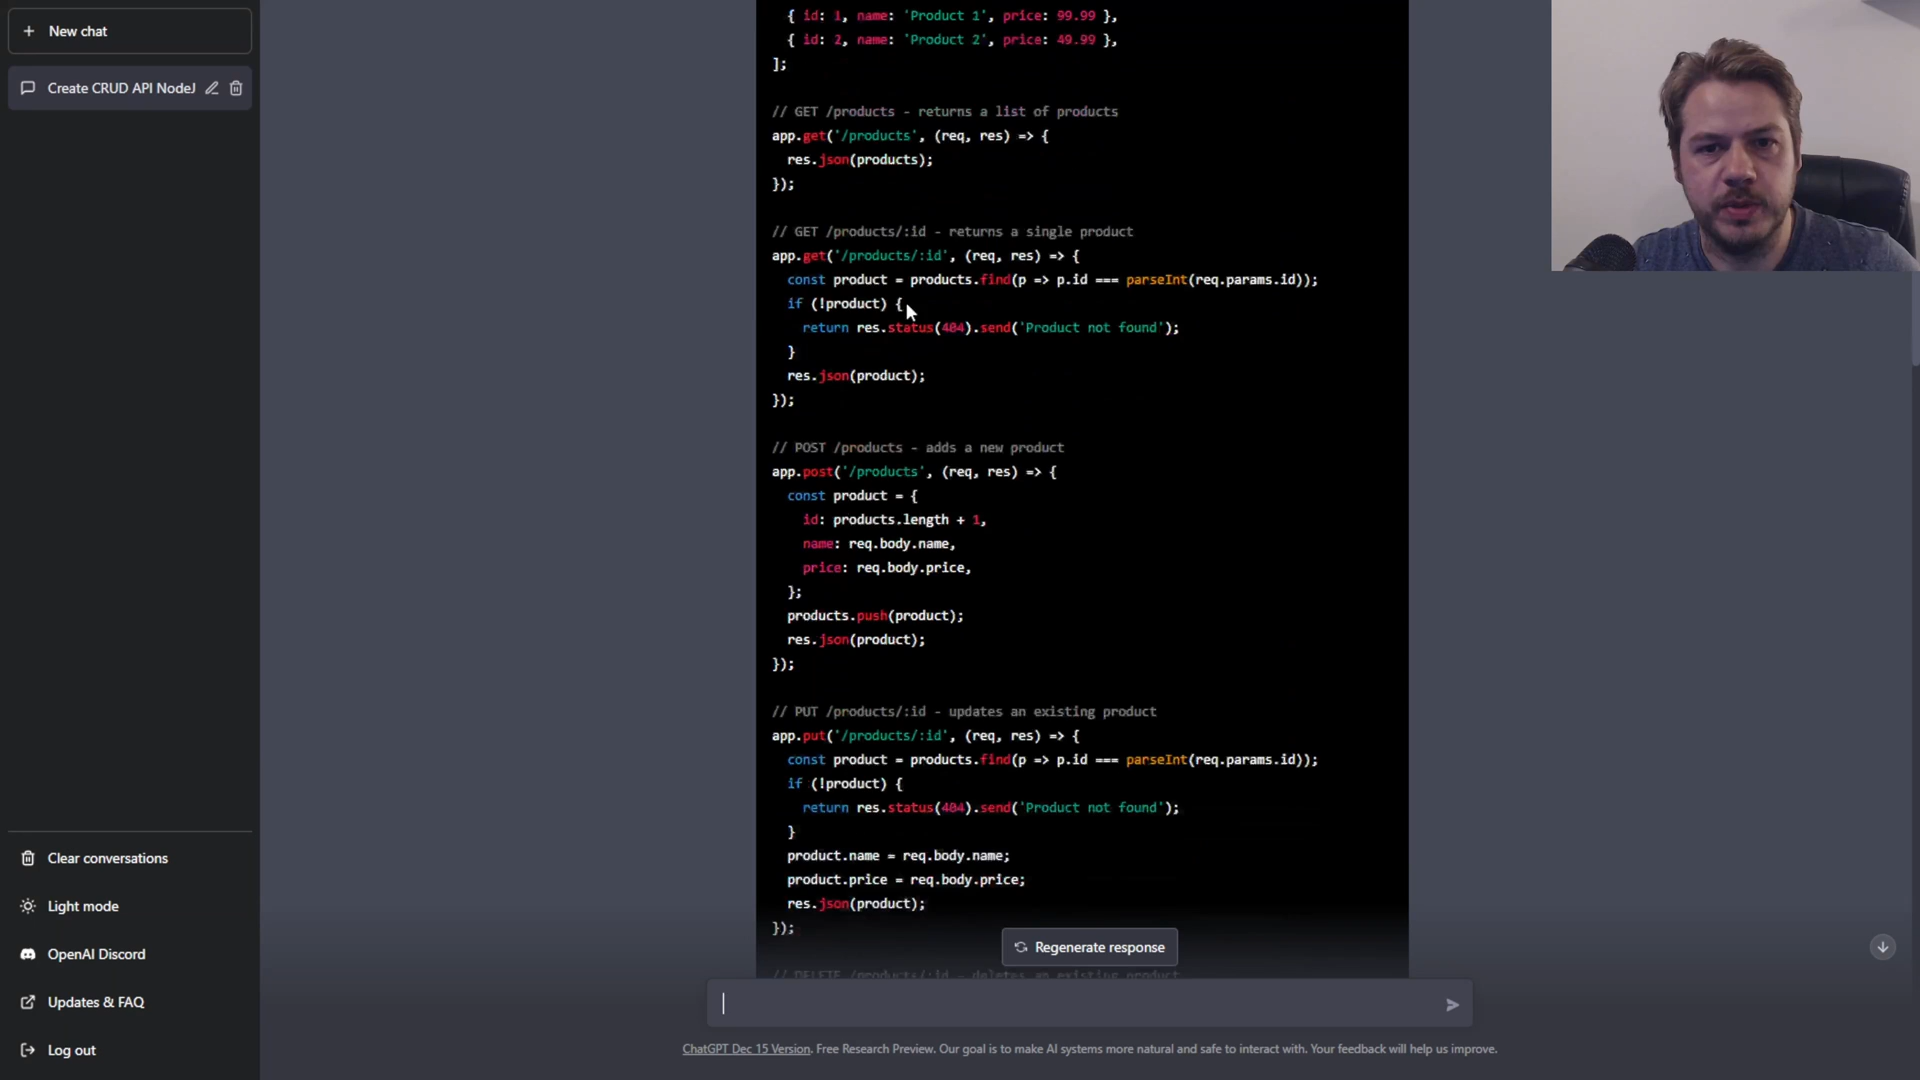 New chat
Create CRUD API NodeJ
{ id: 1, name: 'Product 1', price: 99.99 },
{ id: 2, name: 'Product 2', price: 49.99 },
];
// GET /products - returns a list of products
app.get('/products', (req, res) => {
res.json(products);
});
// GET /products/:id - returns a single product
app.get('/products/:id', (req, res) => {
const product = products.find(p => p.id === parseInt(req.params.id));
if (!product) {
return res.status(404).send('Product not found');
}
res.json(product);
});
// POST /products - adds a new product
app.post('/products', (req, res) => {
const product = {
id: products.length + 1,
name: req.body.name,
price: req.body.price,
};
products.push(product);
res.json(product);
});
// PUT /products/:id - updates an existing product
app.put('/products/:id', (req, res) => {
const product = products.find(p => p.id === parseInt(req.params.id));
if (!product) {
return res.status(404).send('Product not found');
}
product.name = req.body.name;
product.price = req.body.price;
res.json(product);
});
// DELETE /products/:id - deletes an existing product
Regenerate response
Clear conversations
Light mode
OpenAI Discord
Updates & FAQ
Log out
ChatGPT Dec 15 Version. Free Research Preview. Our goal is to make AI systems more natural and safe to interact with. Your feedback will help us improve.